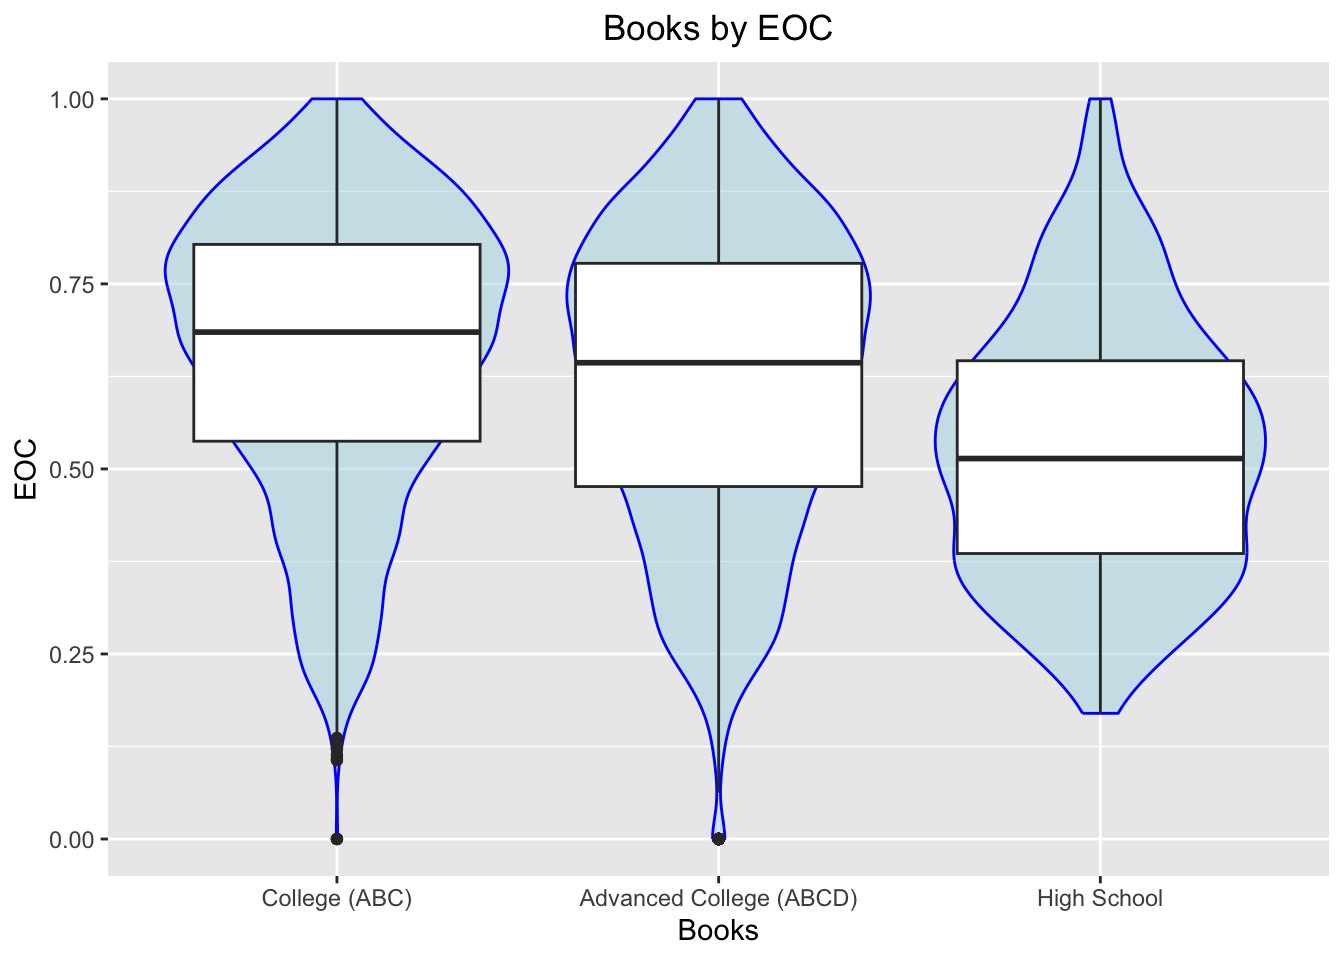 Books by EOC
1.00
0.75
0.50
0.25
0.00
EOC
College (ABC)
Advanced College (ABCD)
High School
Books